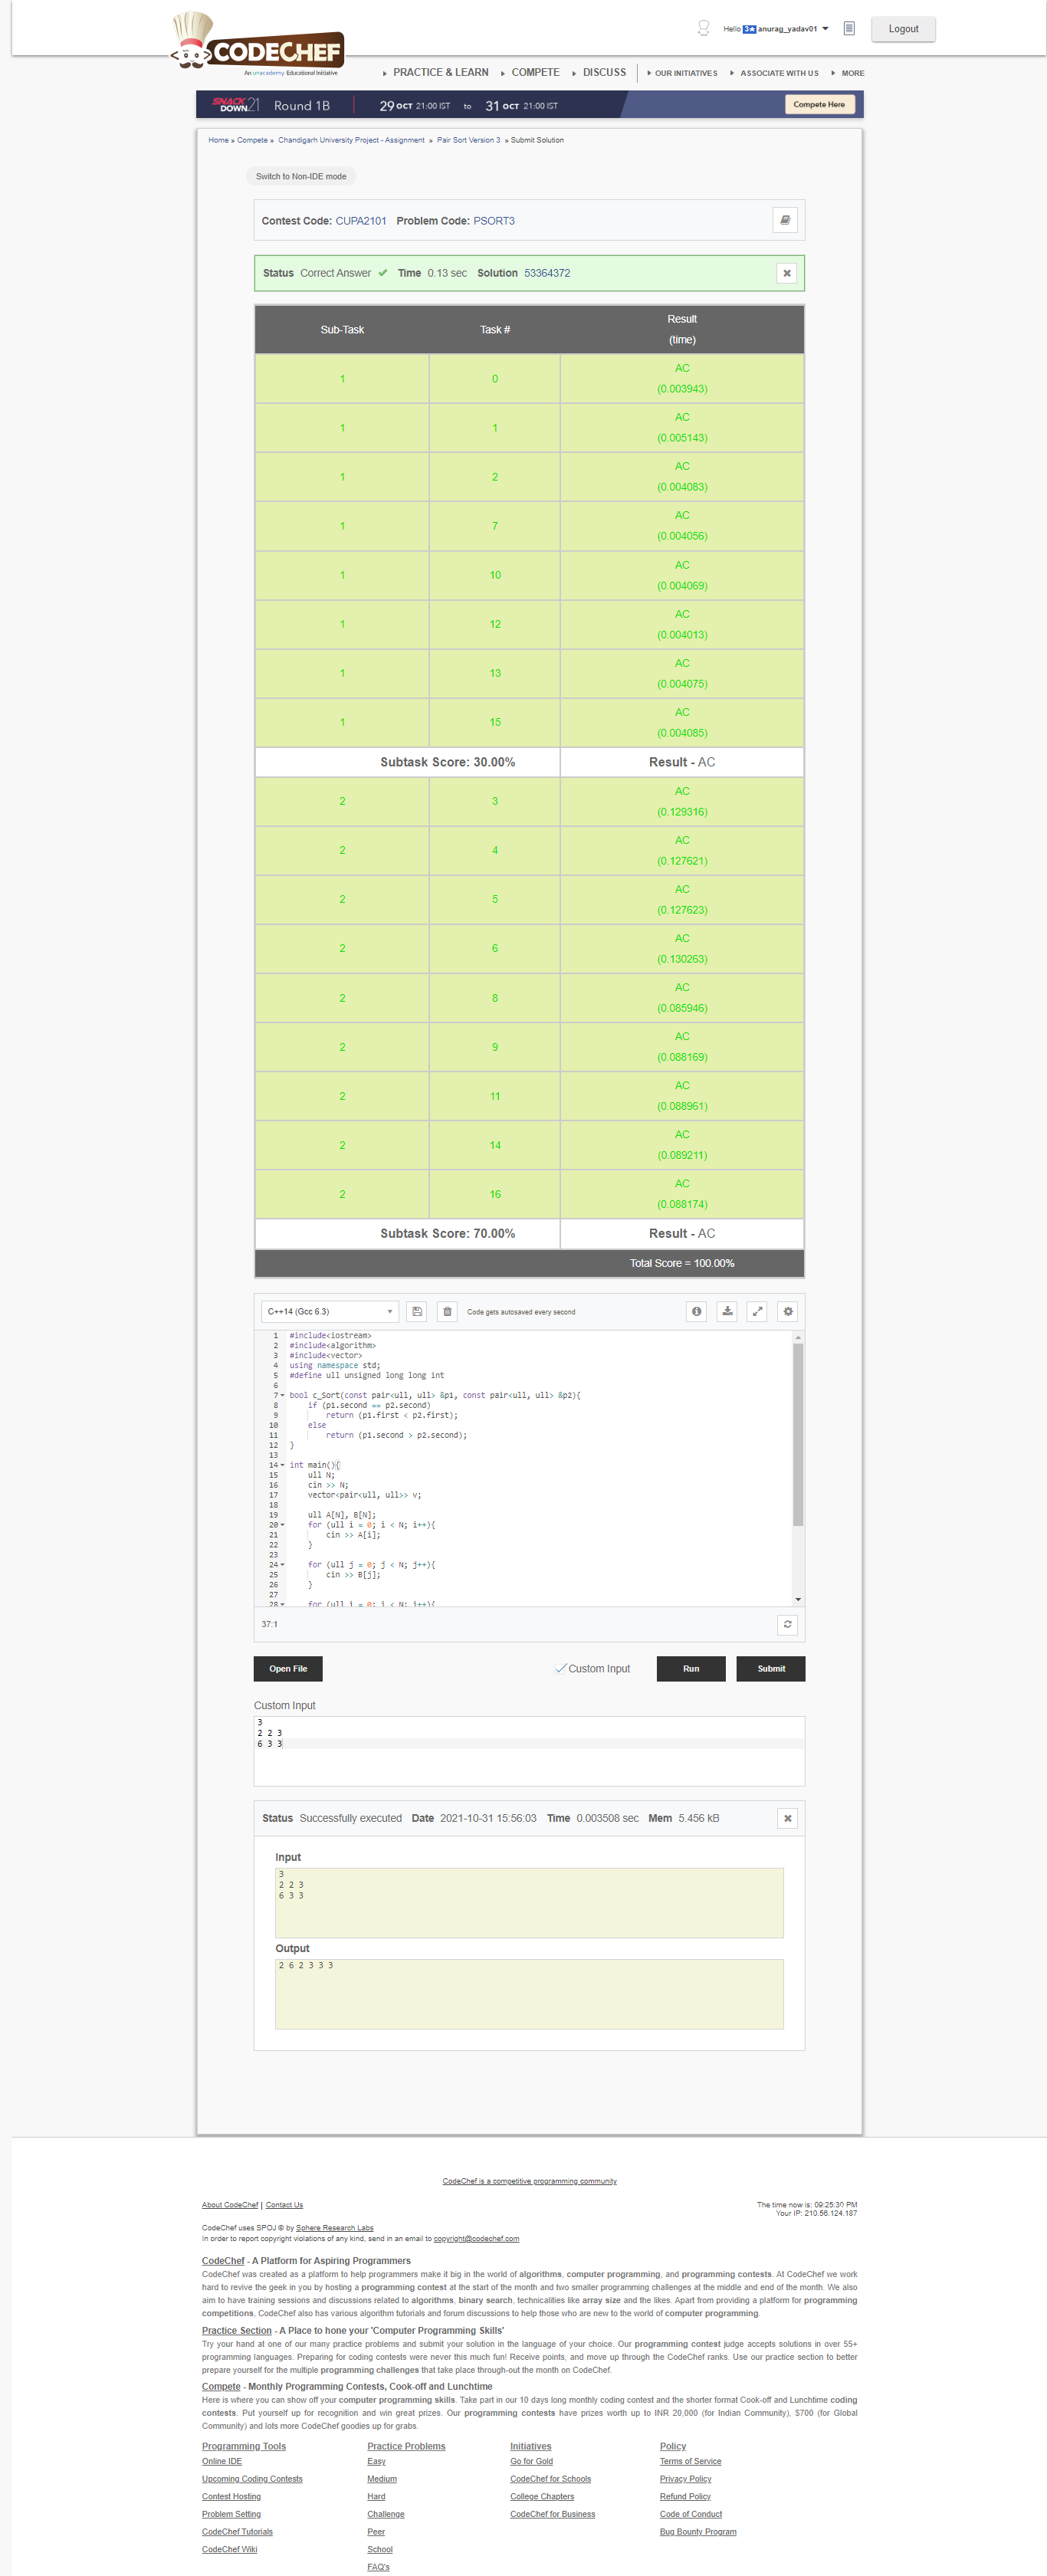 CODECHEF
An unacademy Educational Initiative
Hello 3★ anurag_yadav01
Logout
PRACTICE & LEARN COMPETE DISCUSS OUR INITIATIVES ASSOCIATE WITH US MORE
SNACKDOWN21 Round 1B 29 OCT 21:00 IST to 31 OCT 21:00 IST Compete Here
Home » Compete » Chandigarh University Project - Assignment » Pair Sort Version 3 » Submit Solution
Switch to Non-IDE mode
Contest Code: CUPA2101 Problem Code: PSORT3
Status Correct Answer ✔ Time 0.13 sec Solution 53364372
Sub-Task Task # Result (time)
1 0 AC (0.003943)
1 1 AC (0.005143)
1 2 AC (0.004083)
1 7 AC (0.004056)
1 10 AC (0.004069)
1 12 AC (0.004013)
1 13 AC (0.004075)
1 15 AC (0.004085)
Subtask Score: 30.00% Result - AC
2 3 AC (0.129316)
2 4 AC (0.127621)
2 5 AC (0.127623)
2 6 AC (0.130263)
2 8 AC (0.085946)
2 9 AC (0.088169)
2 11 AC (0.088961)
2 14 AC (0.089211)
2 16 AC (0.088174)
Subtask Score: 70.00% Result - AC
Total Score = 100.00%
C++14 (Gcc 6.3) Code gets autosaved every second
1 #include<iostream>
2 #include<algorithm>
3 #include<vector>
4 using namespace std;
5 #define ull unsigned long long int
6
7 bool c_Sort(const pair<ull, ull> &p1, const pair<ull, ull> &p2){
8 if (p1.second == p2.second)
9 return (p1.first < p2.first);
10 else
11 return (p1.second > p2.second);
12 }
13
14 int main(){
15 ull N;
16 cin >> N;
17 vector<pair<ull, ull>> v;
18
19 ull A[N], B[N];
20 for (ull i = 0; i < N; i++){
21 cin >> A[i];
22 }
23
24 for (ull j = 0; j < N; j++){
25 cin >> B[j];
26 }
27
28 for (ull i = 0; i < N; i++){
37:1
Open File Custom Input Run Submit
Custom Input
3
2 2 3
6 3 3
Status Successfully executed Date 2021-10-31 15:56:03 Time 0.003508 sec Mem 5.456 kB
Input
3
2 2 3
6 3 3
Output
2 6 2 3 3 3
CodeChef is a competitive programming community
About CodeChef | Contact Us The time now is: 09:25:30 PM
Your IP: 210.56.124.187
CodeChef uses SPOJ © by Sphere Research Labs
In order to report copyright violations of any kind, send in an email to copyright@codechef.com
CodeChef - A Platform for Aspiring Programmers
CodeChef was created as a platform to help programmers make it big in the world of algorithms, computer programming, and programming contests. At CodeChef we work
hard to revive the geek in you by hosting a programming contest at the start of the month and two smaller programming challenges at the middle and end of the month. We also
aim to have training sessions and discussions related to algorithms, binary search, technicalities like array size and the likes. Apart from providing a platform for programming
competitions, CodeChef also has various algorithm tutorials and forum discussions to help those who are new to the world of computer programming.
Practice Section - A Place to hone your 'Computer Programming Skills'
Try your hand at one of our many practice problems and submit your solution in the language of your choice. Our programming contest judge accepts solutions in over 55+
programming languages. Preparing for coding contests were never this much fun! Receive points, and move up through the CodeChef ranks. Use our practice section to better
prepare yourself for the multiple programming challenges that take place through-out the month on CodeChef.
Compete - Monthly Programming Contests, Cook-off and Lunchtime
Here is where you can show off your computer programming skills. Take part in our 10 days long monthly coding contest and the shorter format Cook-off and Lunchtime coding
contests. Put yourself up for recognition and win great prizes. Our programming contests have prizes worth up to INR 20,000 (for Indian Community), $700 (for Global
Community) and lots more CodeChef goodies up for grabs.
Programming Tools Practice Problems Initiatives Policy
Online IDE Easy Go for Gold Terms of Service
Upcoming Coding Contests Medium CodeChef for Schools Privacy Policy
Contest Hosting Hard College Chapters Refund Policy
Problem Setting Challenge CodeChef for Business Code of Conduct
CodeChef Tutorials Peer Bug Bounty Program
CodeChef Wiki School
FAQ's